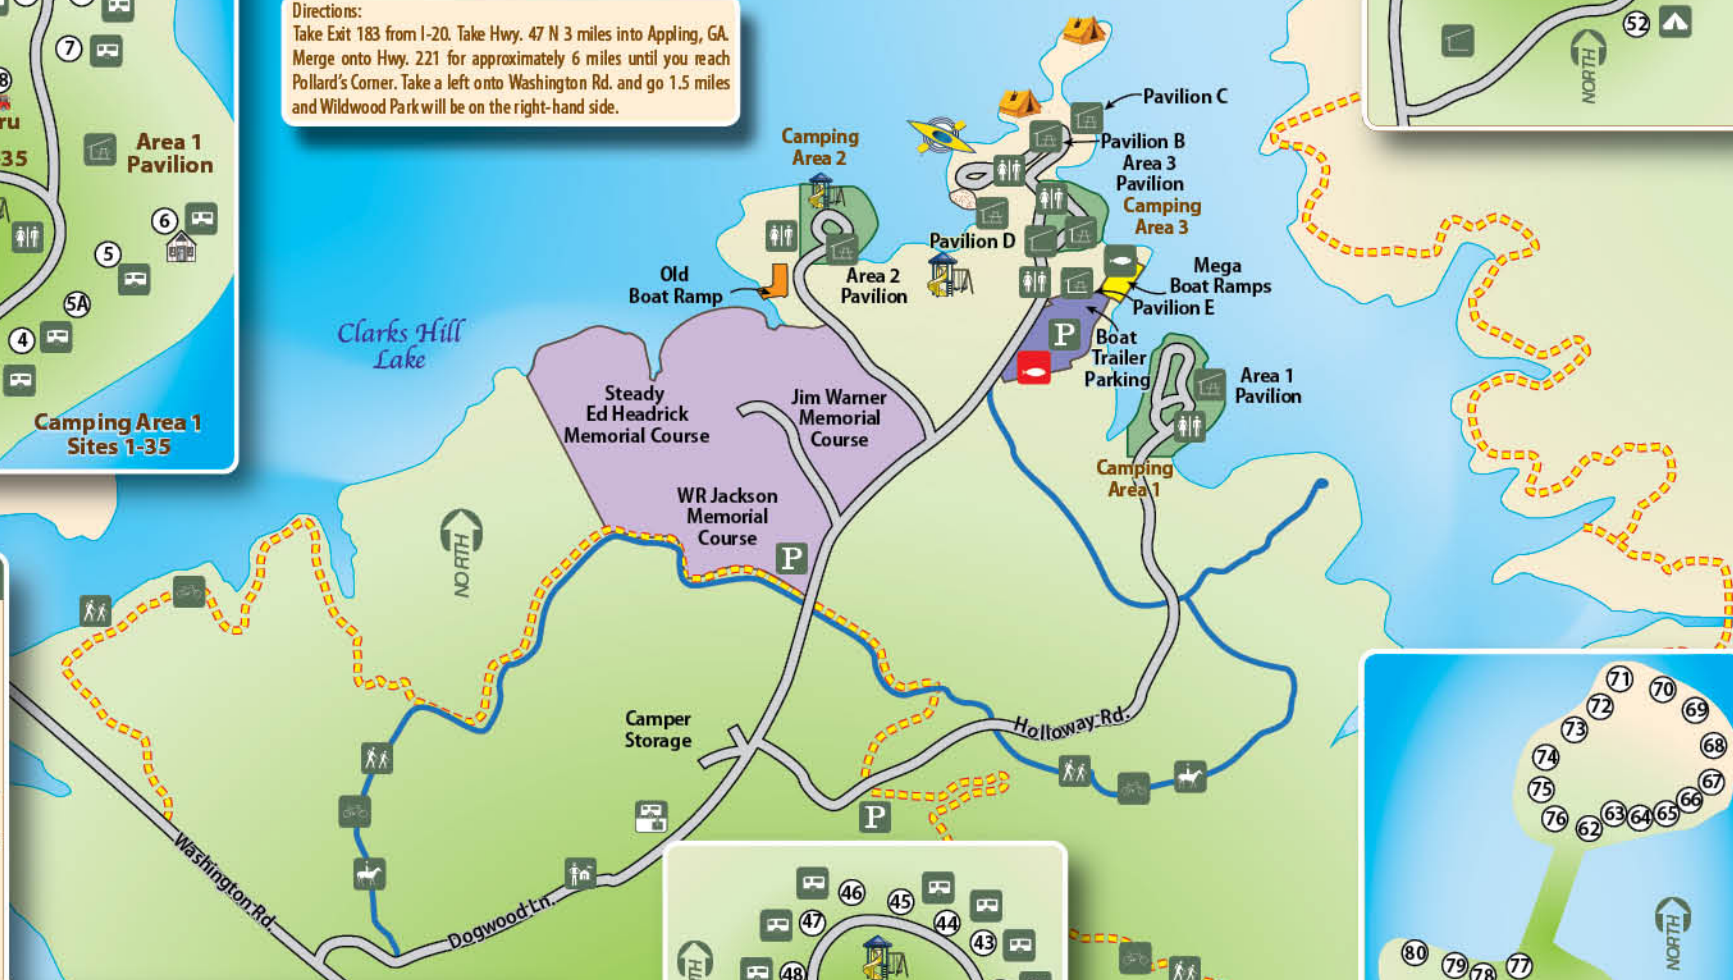 Directions:
Take Exit 183 from I-20. Take Hwy. 47 N 3 miles into Appling, GA.
Merge onto Hwy. 221 for approximately 6 miles until you reach
Pollard's Corner. Take a left onto Washington Rd. and go 1.5 miles
and Wildwood Park will be on the right-hand side.
7
8
ru
35
Area 1
Pavilion
6
5
5A
4
Camping Area 1
Sites 1-35
52
NORTH
Pavilion C
Pavilion B
Area 3
Pavilion
Camping
Area 3
Camping
Area 2
Pavilion D
Area 2
Pavilion
Old
Boat Ramp
Mega
Boat Ramps
Pavilion E
P
Boat
Trailer
Parking
Area 1
Pavilion
Camping
Area 1
Clarks Hill
Lake
Steady
Ed Headrick
Memorial Course
Jim Warner
Memorial
Course
WR Jackson
Memorial
Course
P
NORTH
Camper
Storage
Holloway Rd.
P
Washington Rd.
Dogwood Ln.
46
45
47
44
43
48
TH
71
70
72
69
73
68
74
67
75
66
76
62
63
64
65
80
79
78
77
NORTH